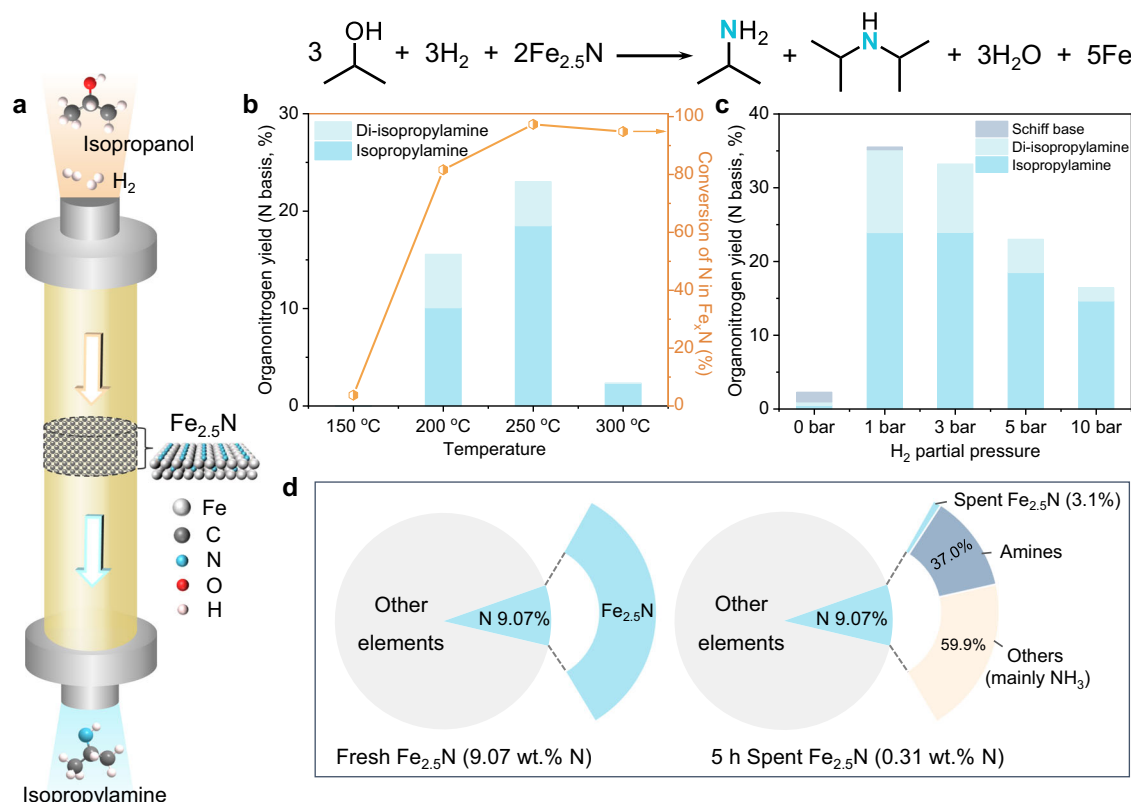 3 OH + 3H2 + 2Fe2.5N NH2 + H N + 3H2O + 5Fe
a
Isopropanol
H2
Fe2.5N
Fe
C
N
O
H
Isopropylamine
b
Organonitrogen yield (N basis, %)
30
20
10
0
Di-isopropylamine
Isopropylamine
100
80
60
40
20
0
Conversion of N in FexN (%)
150 ºC 200 ºC 250 ºC 300 ºC
Temperature
c
Organonitrogen yield (N basis, %)
40
30
20
10
0
Schiff base
Di-isopropylamine
Isopropylamine
0 bar 1 bar 3 bar 5 bar 10 bar
H2 partial pressure
d
Other
elements
N 9.07%
Fe2.5N
Fresh Fe2.5N (9.07 wt.% N)
Other
elements
N 9.07%
Spent Fe2.5N (3.1%)
37.0%
Amines
59.9%
Others
(mainly NH3)
5 h Spent Fe2.5N (0.31 wt.% N)